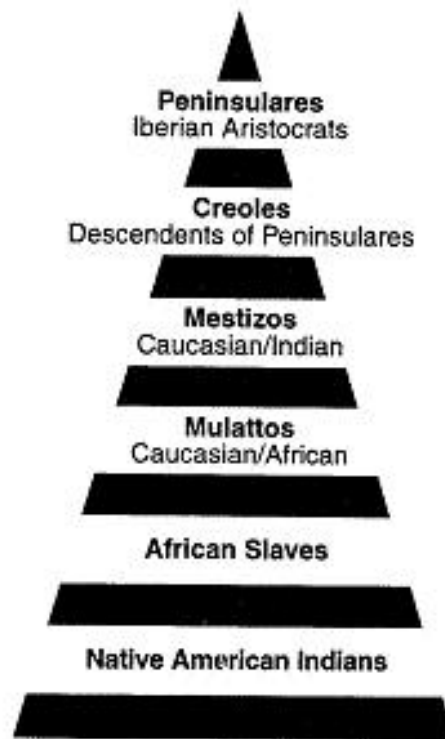 Peninsulares
Iberian Aristocrats
Creoles
Descendents of Peninsulares
Mestizos
Caucasian/Indian
Mulattos
Caucasian/African
African Slaves
Native American Indians